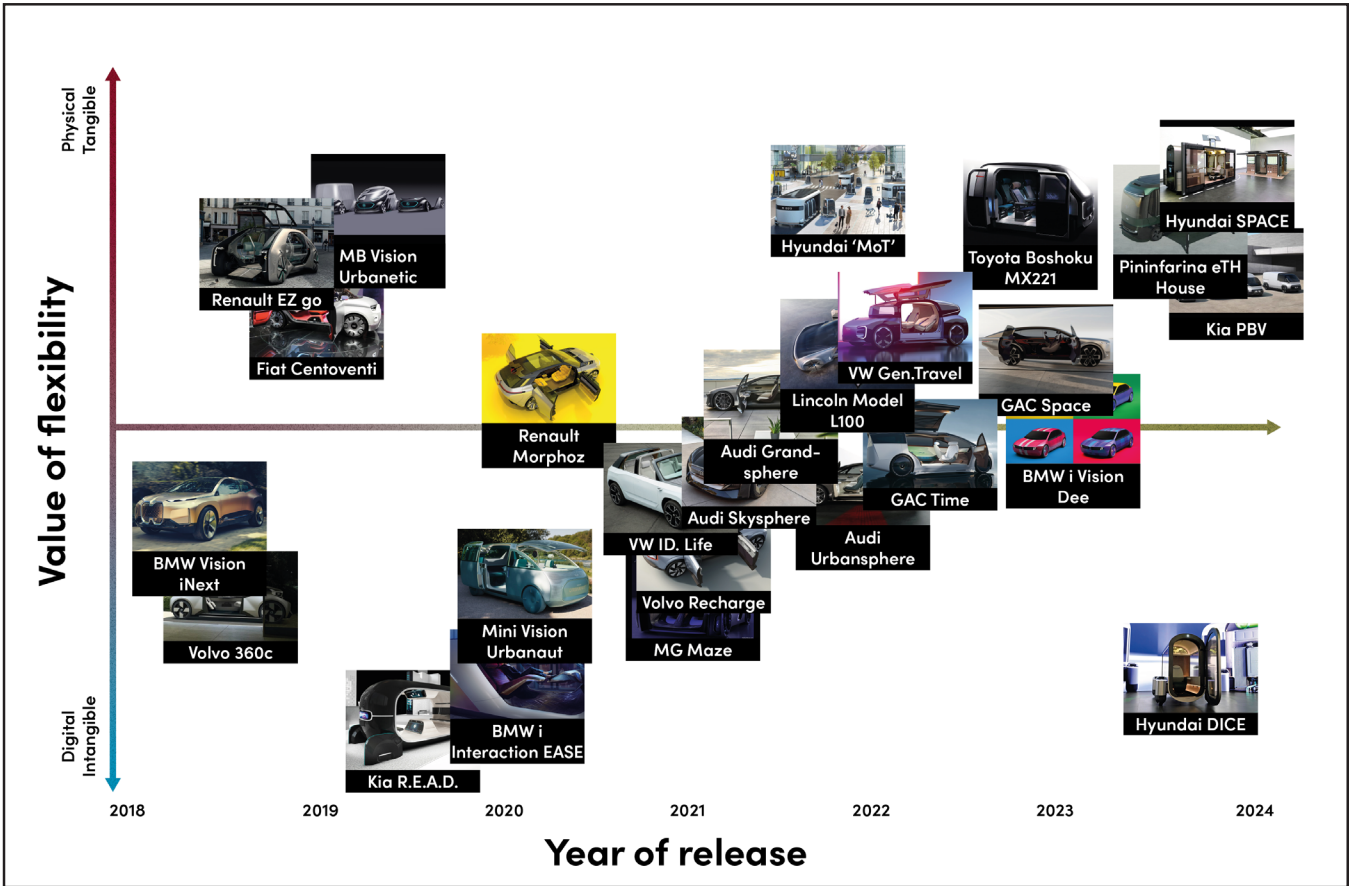 Physical
Tangible
Value of flexibility
Digital
Intangible
MB Vision
Urbanetic
Renault EZ go
Fiat Centoventi
Hyundai 'MoT'
Toyota Boshoku
MX221
Hyundai SPACE
Pininfarina eTH
House
Kia PBV
VW Gen.Travel
Lincoln Model
L100
GAC Space
Renault
Morphoz
Audi Grand-
sphere
GAC Time
BMW i Vision
Dee
Audi Skysphere
VW ID. Life
Audi
Urbansphere
BMW Vision
iNext
Volvo 360c
Mini Vision
Urbanaut
Volvo Recharge
MG Maze
BMW i
Interaction EASE
Kia R.E.A.D.
Hyundai DICE
2018
2019
2020
2021
2022
2023
2024
Year of release